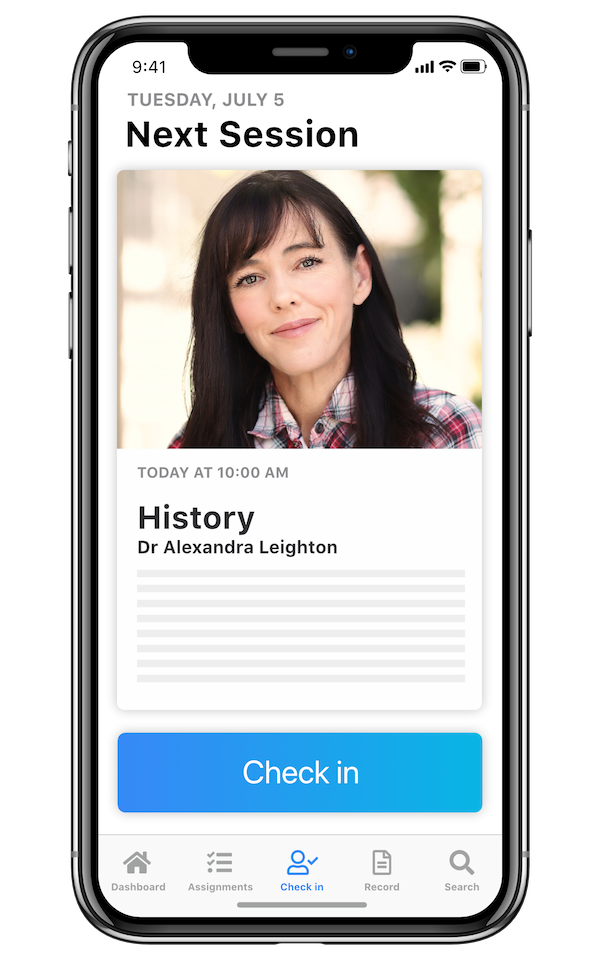 9:41
TUESDAY, JULY 5
Next Session
TODAY AT 10:00 AM
History
Dr Alexandra Leighton
Check in
Dashboard
Assignments
Check in
Record
Search